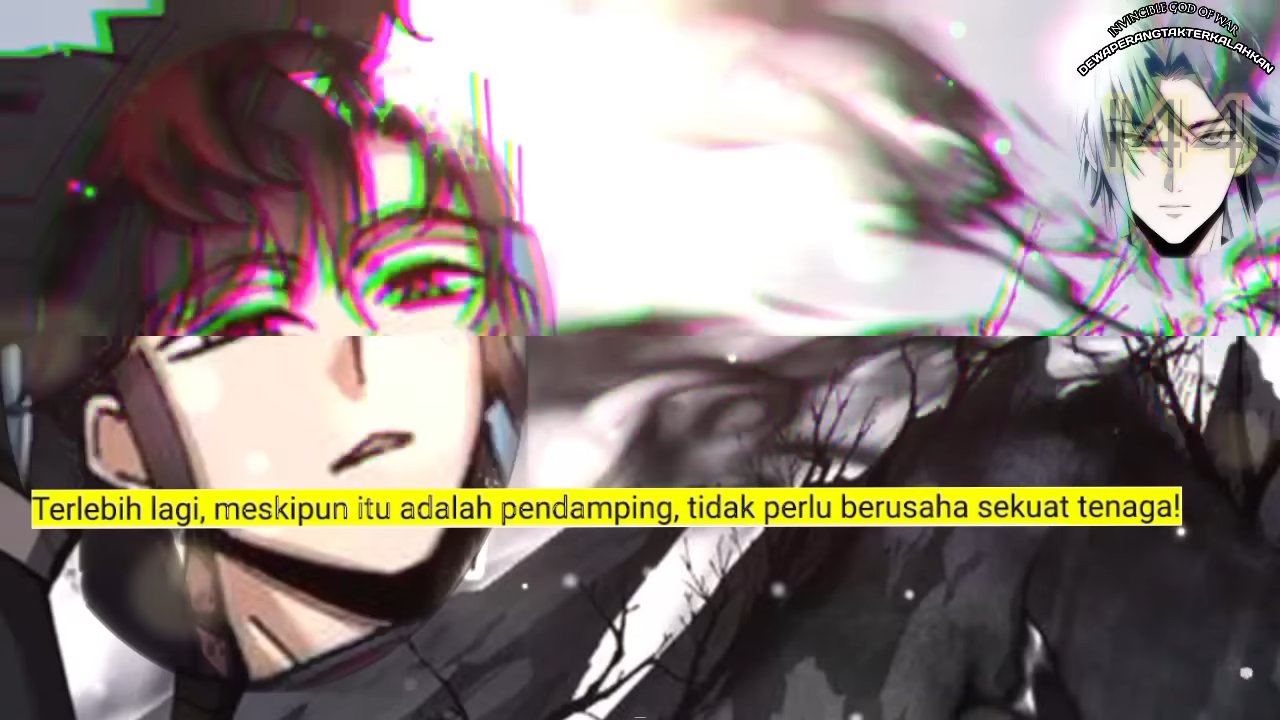 INVINCIBLE GOD OF WAR
DEWAPERANGTAKTERKALAHKAN
144
Terlebih lagi, meskipun itu adalah pendamping, tidak perlu berusaha sekuat tenaga!